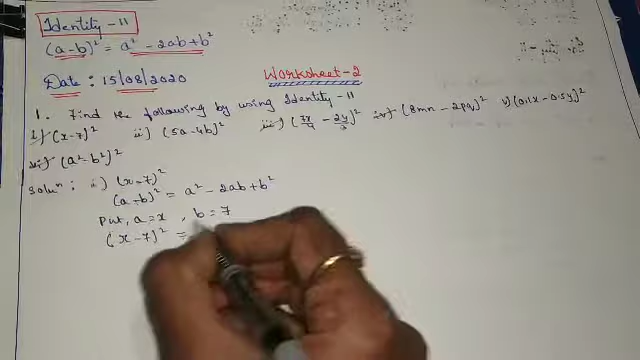 Identity - II
(a-b)² = a² - 2ab + b²
Date : 15/08/2020
Worksheet-2
1. Find the following by using Identity - II
i) (x-7)² ii) (5a-4b)² iii) (7x/4 - 2y/3)² iv) (8mn - 2pq)² v) (0.1x - 0.5y)²
vi) (a² - b²)²
Soluⁿ: i) (x-7)²
(a-b)² = a² - 2ab + b²
Put, a = x , b = 7
(x-7)² =